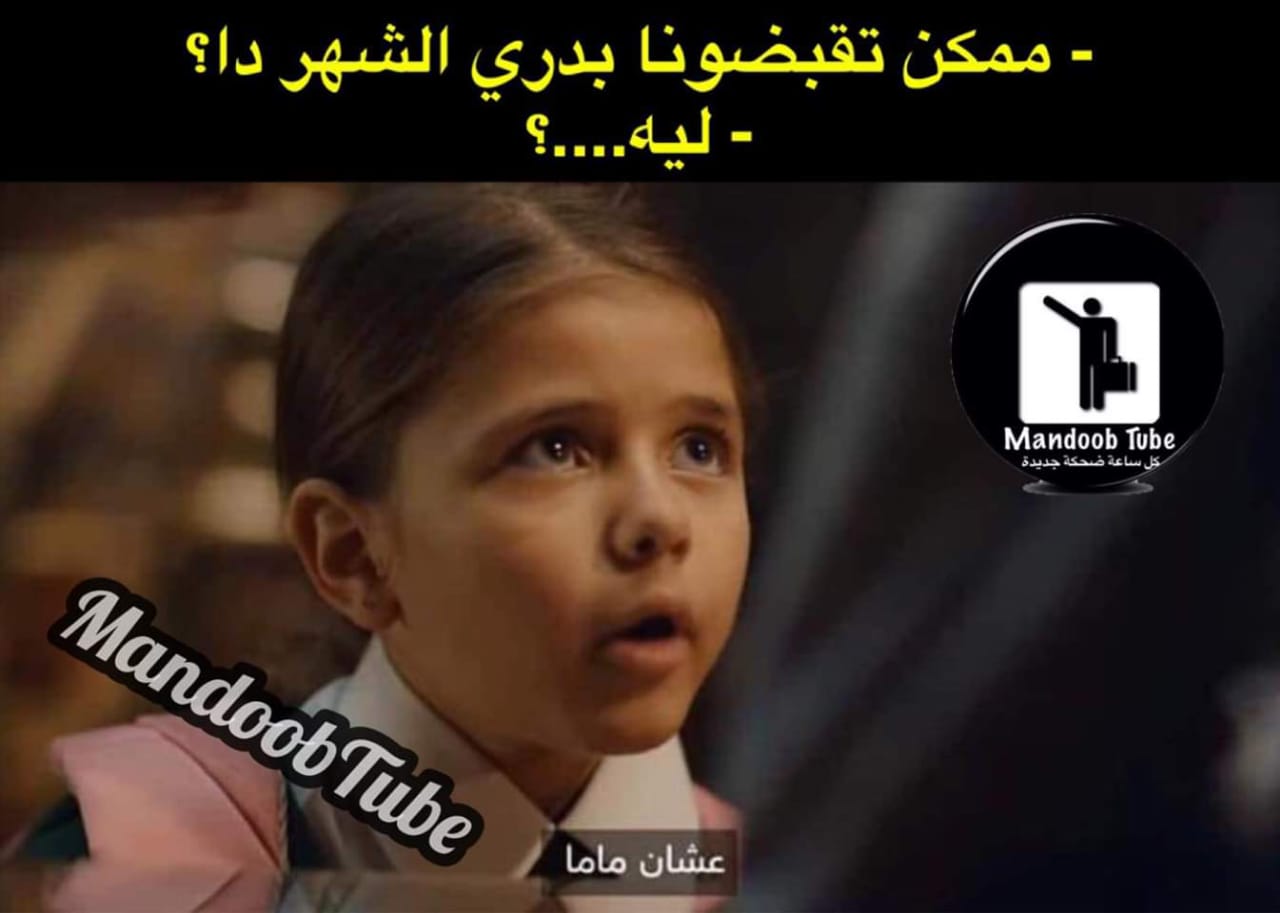 - ممكن تقبضونا بدري الشهر دا؟
- ليه....؟
Mandoob Tube
كل ساعة ضحكة جديدة
MandoobTube
عشان ماما